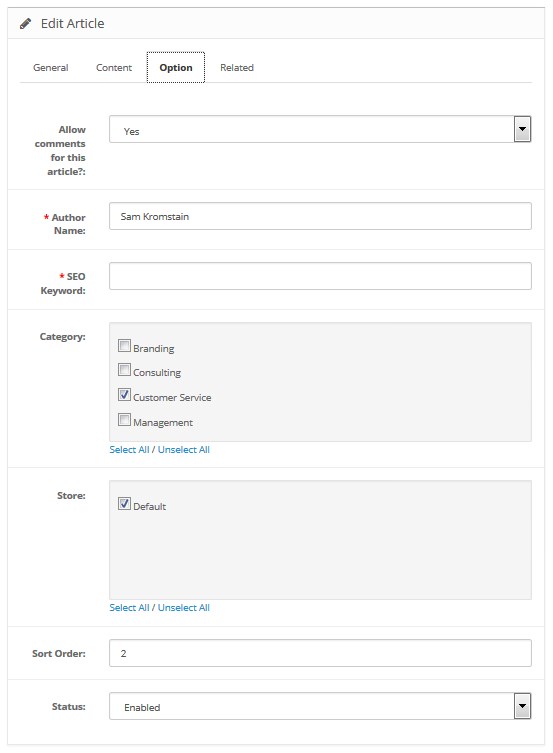 Edit Article
General Content Option Related
Allow
comments
for this
article?:
Yes
* Author
Name:
Sam Kromstain
* SEO
Keyword:
Category:
Branding
Consulting
Customer Service
Management
Select All / Unselect All
Store:
Default
Select All / Unselect All
Sort Order:
2
Status:
Enabled